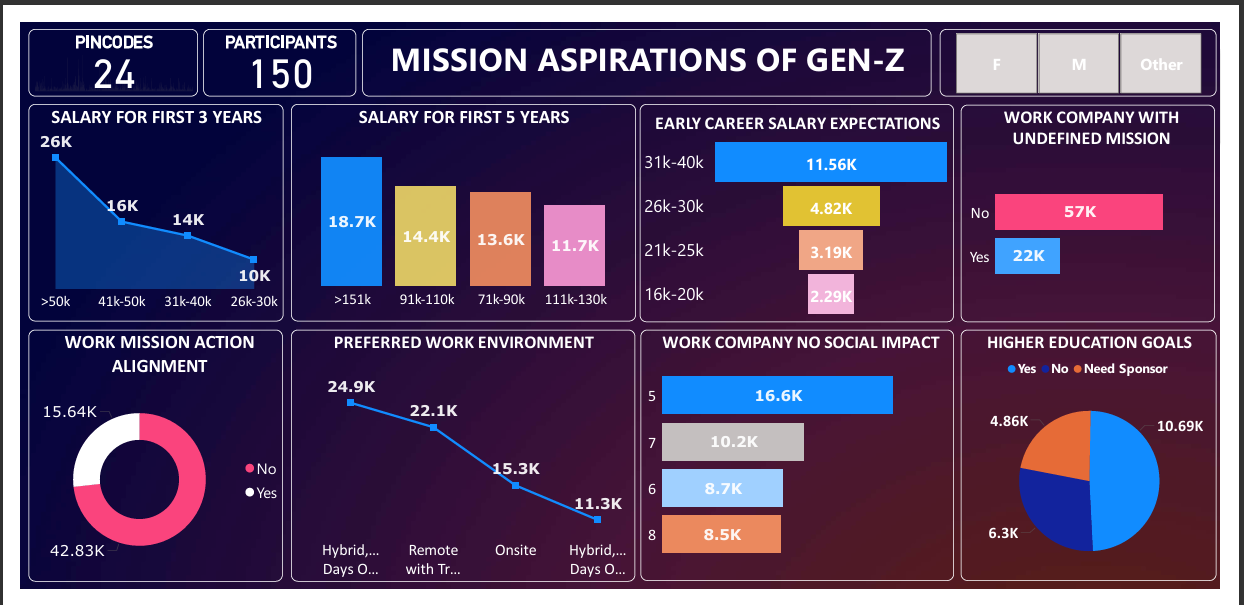 PINCODES
24
PARTICIPANTS
150
MISSION ASPIRATIONS OF GEN-Z
F
M
Other
SALARY FOR FIRST 3 YEARS
26K
16K
14K
10K
>50k
41k-50k
31k-40k
26k-30k
SALARY FOR FIRST 5 YEARS
18.7K
14.4K
13.6K
11.7K
>151k
91k-110k
71k-90k
111k-130k
EARLY CAREER SALARY EXPECTATIONS
31k-40k
11.56K
26k-30k
4.82K
21k-25k
3.19K
16k-20k
2.29K
WORK COMPANY WITH
UNDEFINED MISSION
No
57K
Yes
22K
WORK MISSION ACTION
ALIGNMENT
15.64K
No
Yes
42.83K
PREFERRED WORK ENVIRONMENT
24.9K
22.1K
15.3K
11.3K
Hybrid,...
Days O...
Remote
with Tr...
Onsite
Hybrid,...
Days O...
WORK COMPANY NO SOCIAL IMPACT
5
16.6K
7
10.2K
6
8.7K
8
8.5K
HIGHER EDUCATION GOALS
Yes
No
Need Sponsor
4.86K
10.69K
6.3K